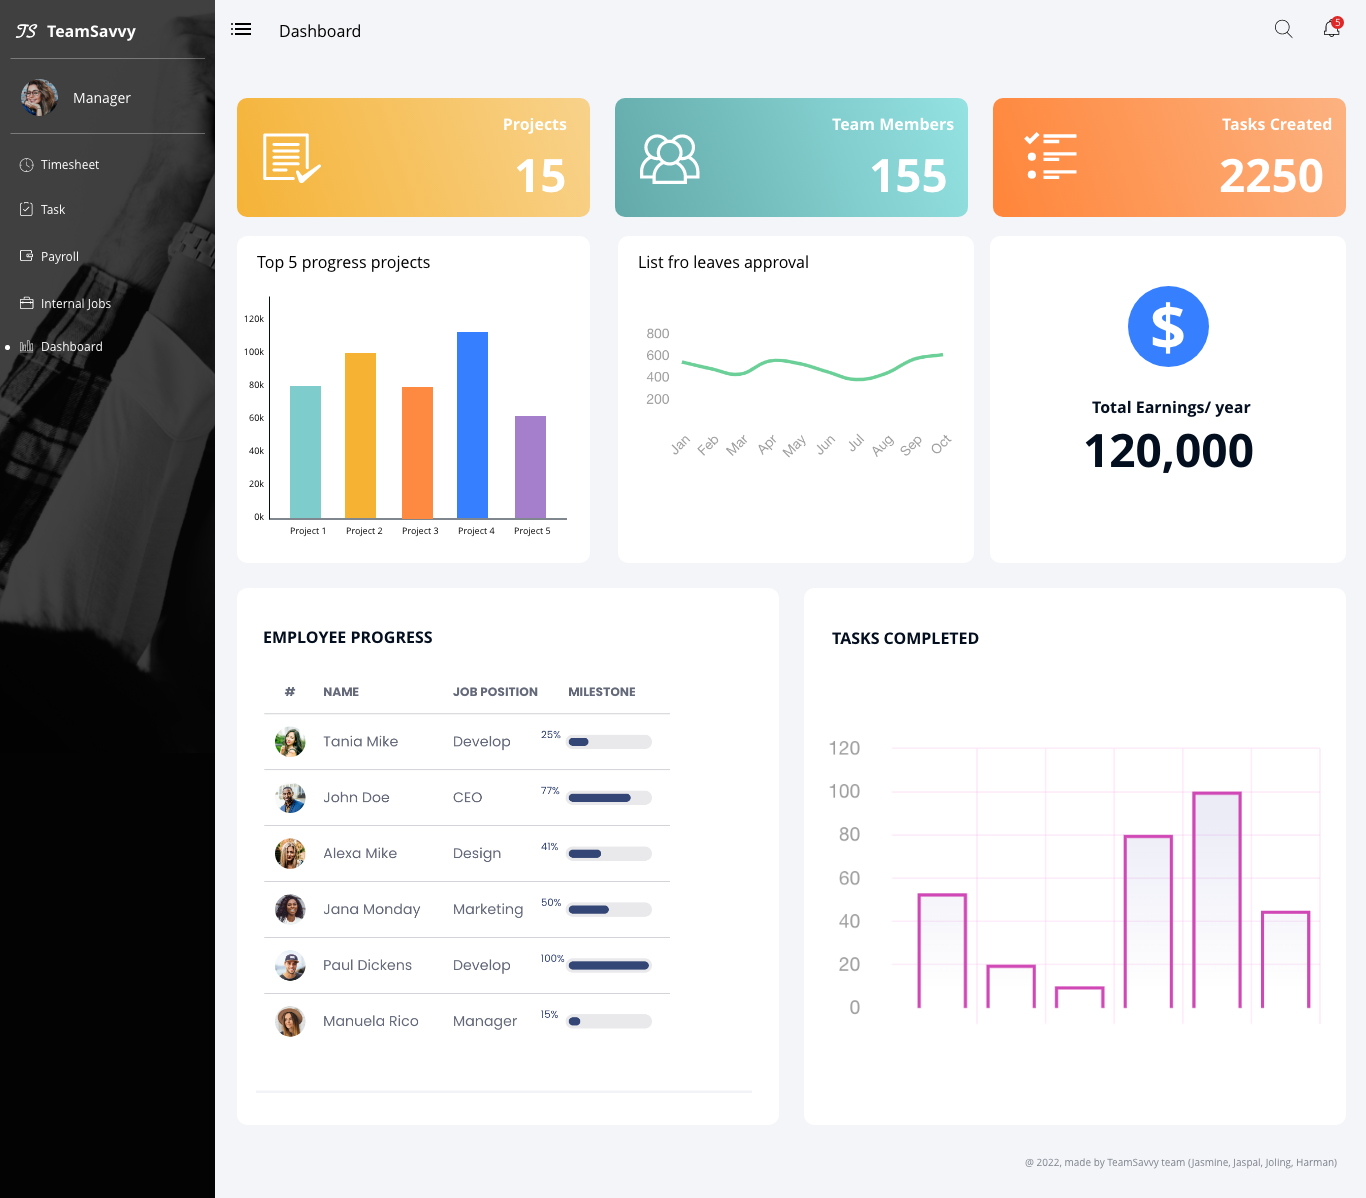 TS TeamSavvy
Manager
Timesheet
Task
Payroll
Internal Jobs
Dashboard
Dashboard
5
Projects
15
Team Members
155
Tasks Created
2250
Top 5 progress projects
120k
100k
80k
60k
40k
20k
0k
Project 1 Project 2 Project 3 Project 4 Project 5
List fro leaves approval
800
600
400
200
Jan Feb Mar Apr May Jun Jul Aug Sep Oct
$
Total Earnings/ year
120,000
EMPLOYEE PROGRESS
# NAME JOB POSITION MILESTONE
Tania Mike Develop 25%
John Doe CEO 77%
Alexa Mike Design 41%
Jana Monday Marketing 50%
Paul Dickens Develop 100%
Manuela Rico Manager 15%
TASKS COMPLETED
120
100
80
60
40
20
0
@ 2022, made by TeamSavvy team (Jasmine, Jaspal, Joling, Harman)